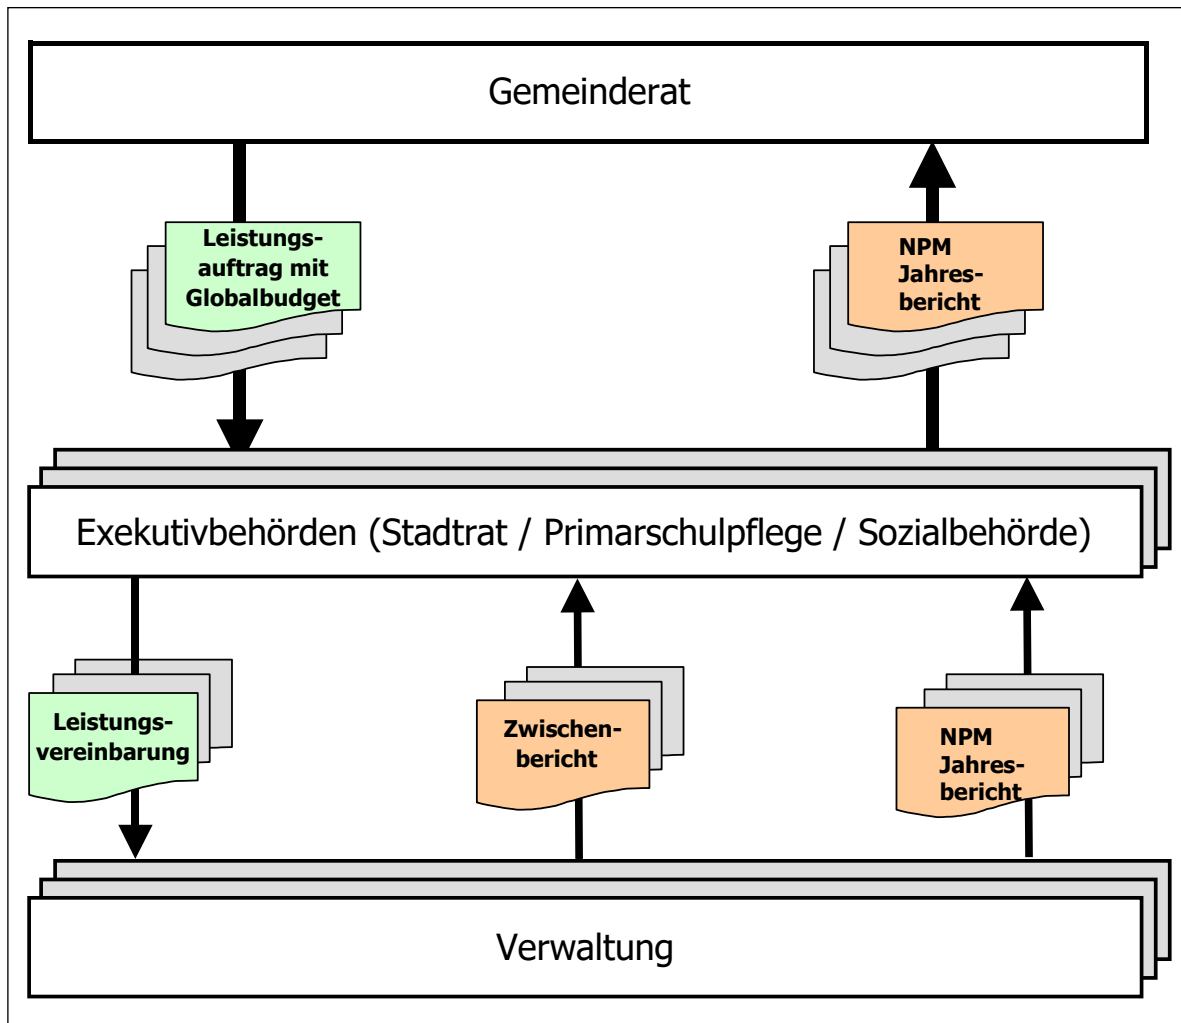 Gemeinderat
Leistungs-
auftrag mit
Globalbudget
NPM
Jahres-
bericht
Exekutivbehörden (Stadtrat / Primarschulpflege / Sozialbehörde)
Leistungs-
vereinbarung
Zwischen-
bericht
NPM
Jahres-
bericht
Verwaltung